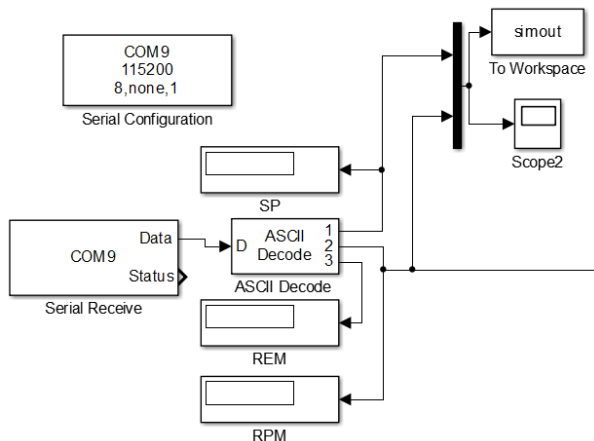 COM9
115200
8,none,1
Serial Configuration
simout
To Workspace
Scope2
SP
COM9
Data
Status
Serial Receive
D
ASCII
Decode
1
2
3
ASCII Decode
REM
RPM